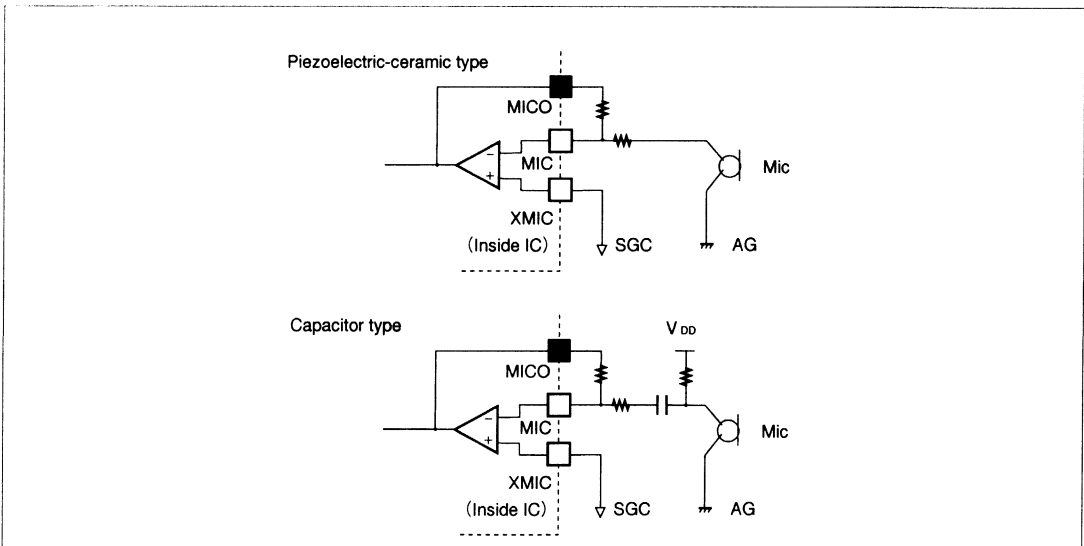 Piezoelectric-ceramic type
MICO
MIC
XMIC
(Inside IC)
SGC
AG
Mic
−
+
Capacitor type
V DD
MICO
MIC
XMIC
(Inside IC)
SGC
AG
Mic
−
+